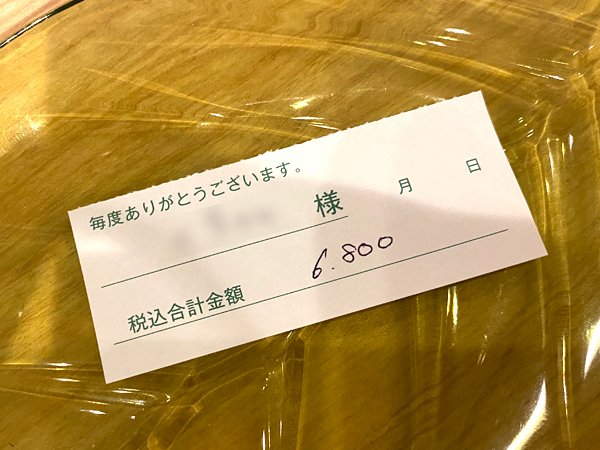 毎度ありがとうございます。
様 月 日
税込合計金額 6.800